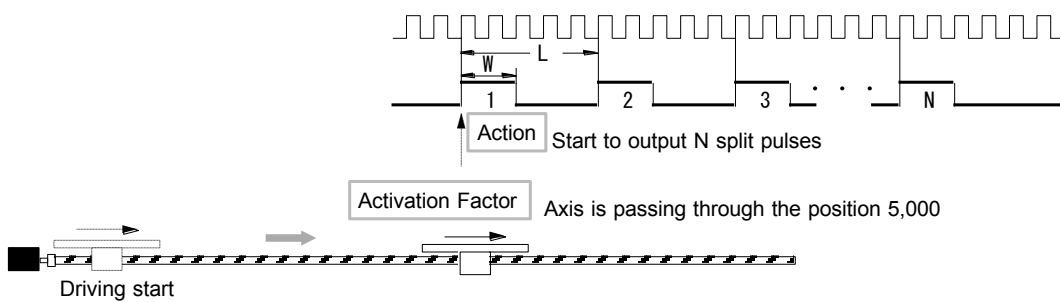 L
W
1 2 3 . . . N
Action Start to output N split pulses
Activation Factor Axis is passing through the position 5,000
Driving start